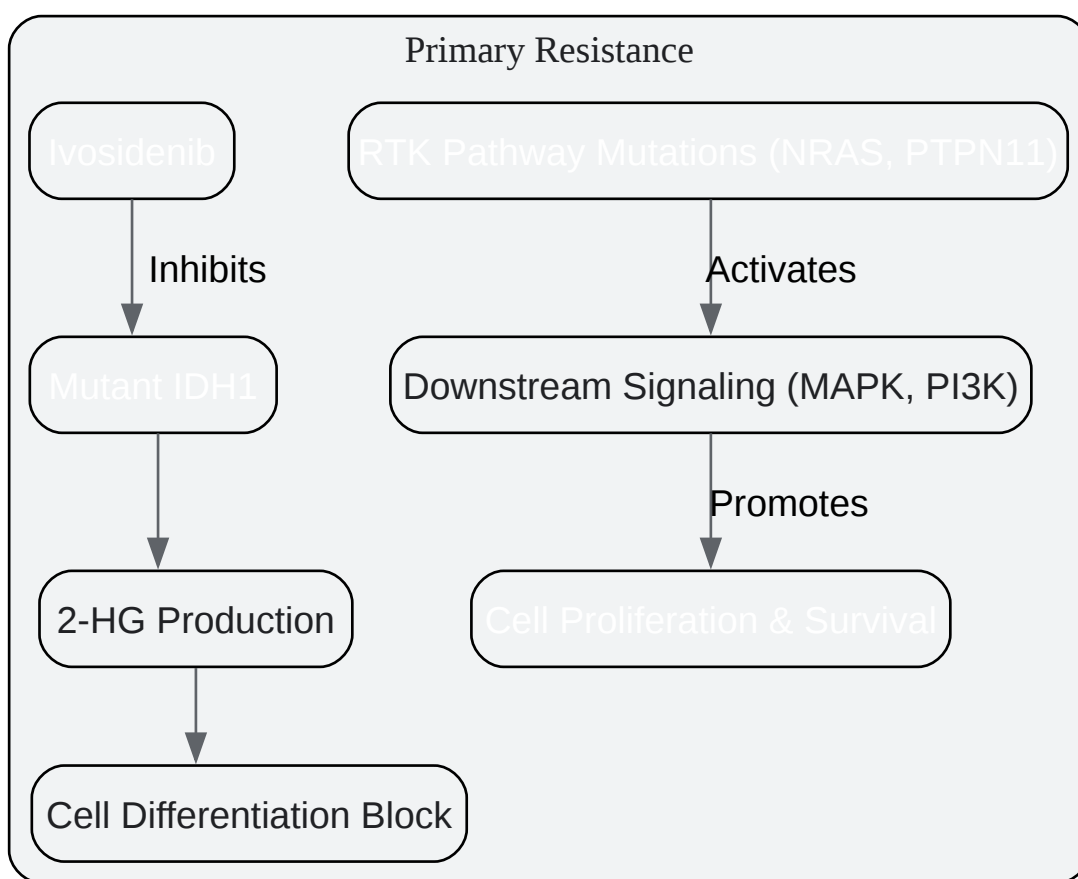 Primary Resistance
Ivosidenib
RTK Pathway Mutations (NRAS, PTPN11)
Inhibits
Activates
Mutant IDH1
Downstream Signaling (MAPK, PI3K)
Promotes
2-HG Production
Cell Proliferation & Survival
Cell Differentiation Block